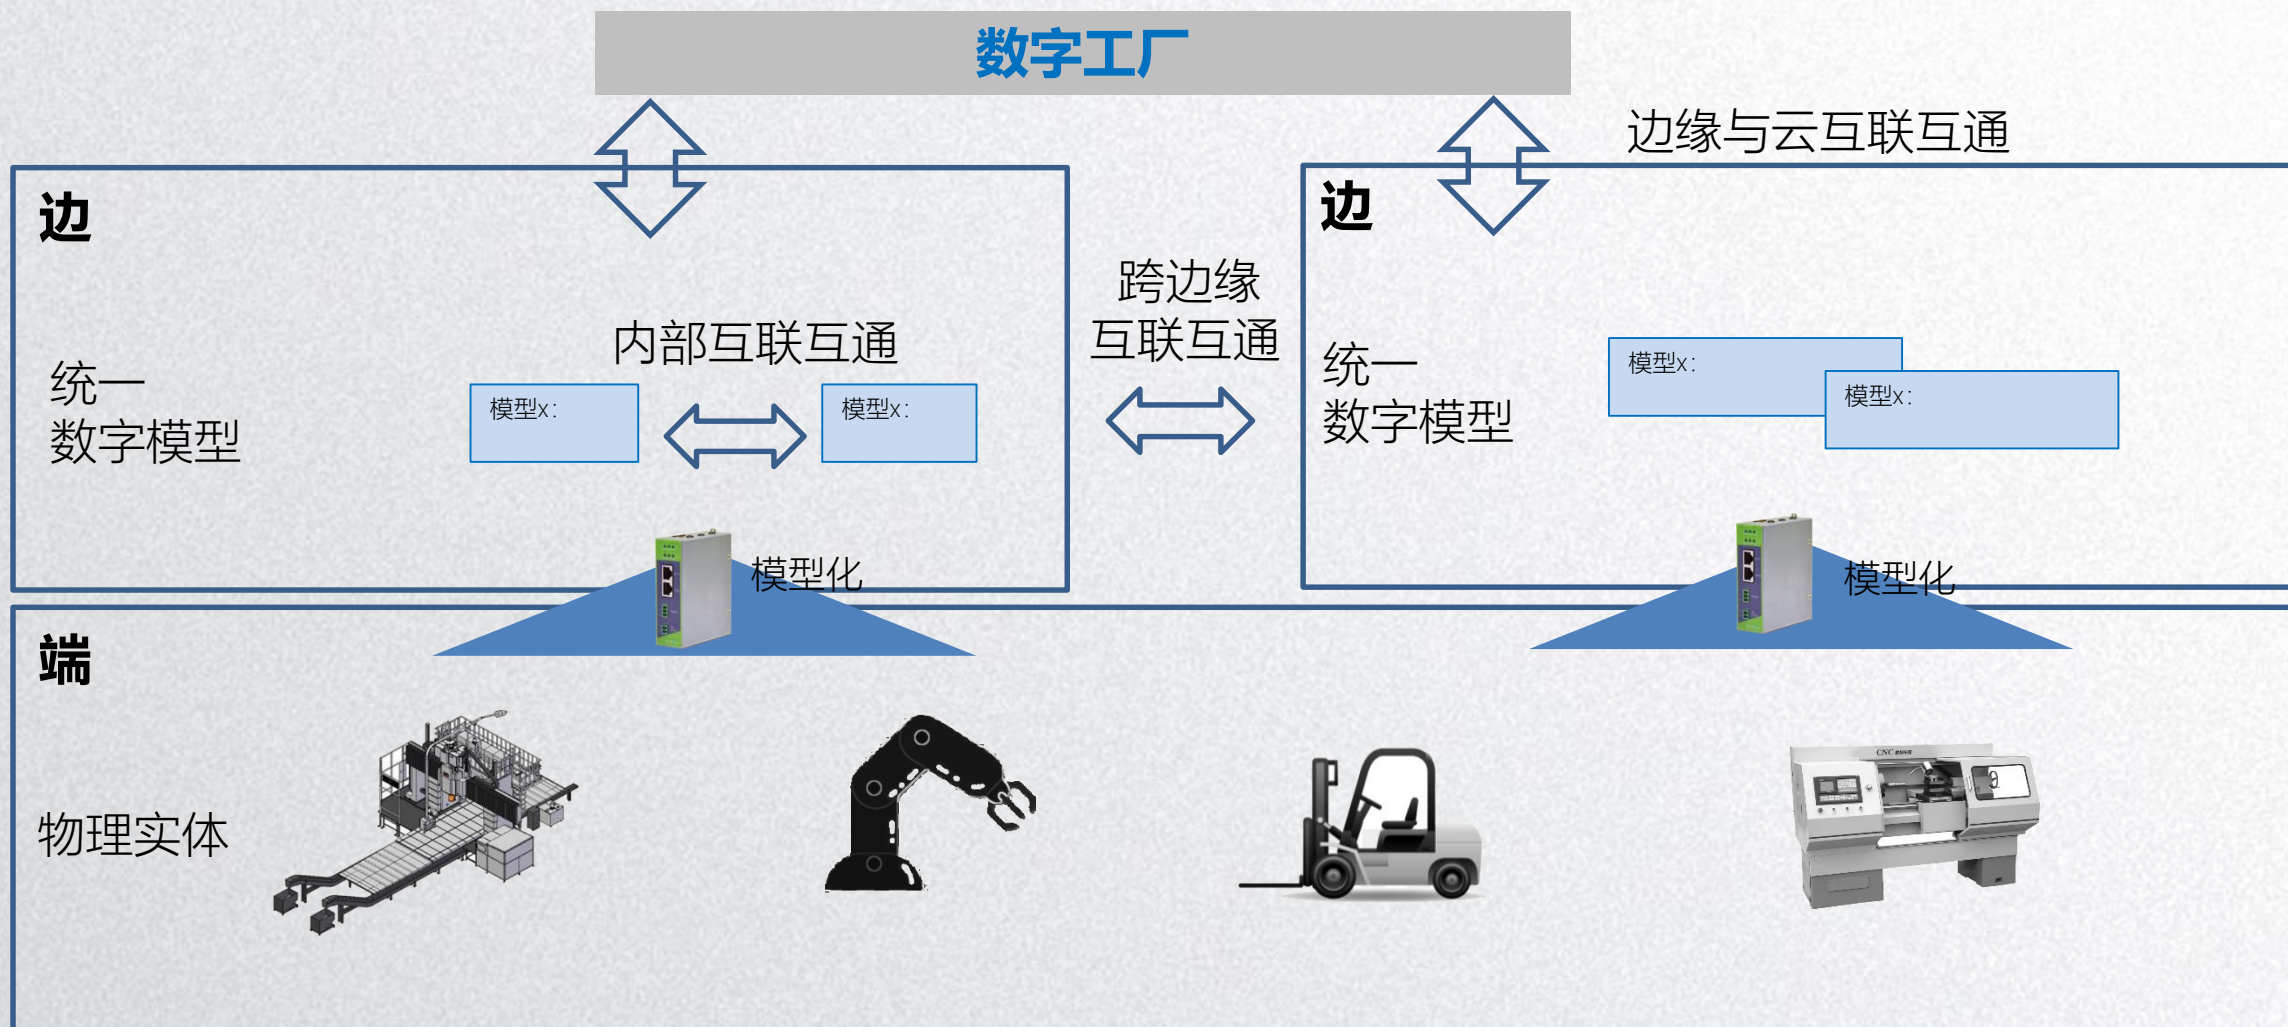 数字工厂
边缘与云互联互通
边
内部互联互通
统一
数字模型
模型x:
模型x:
跨边缘
互联互通
边
统一
数字模型
模型x:
模型x:
模型化
模型化
端
物理实体
CNC